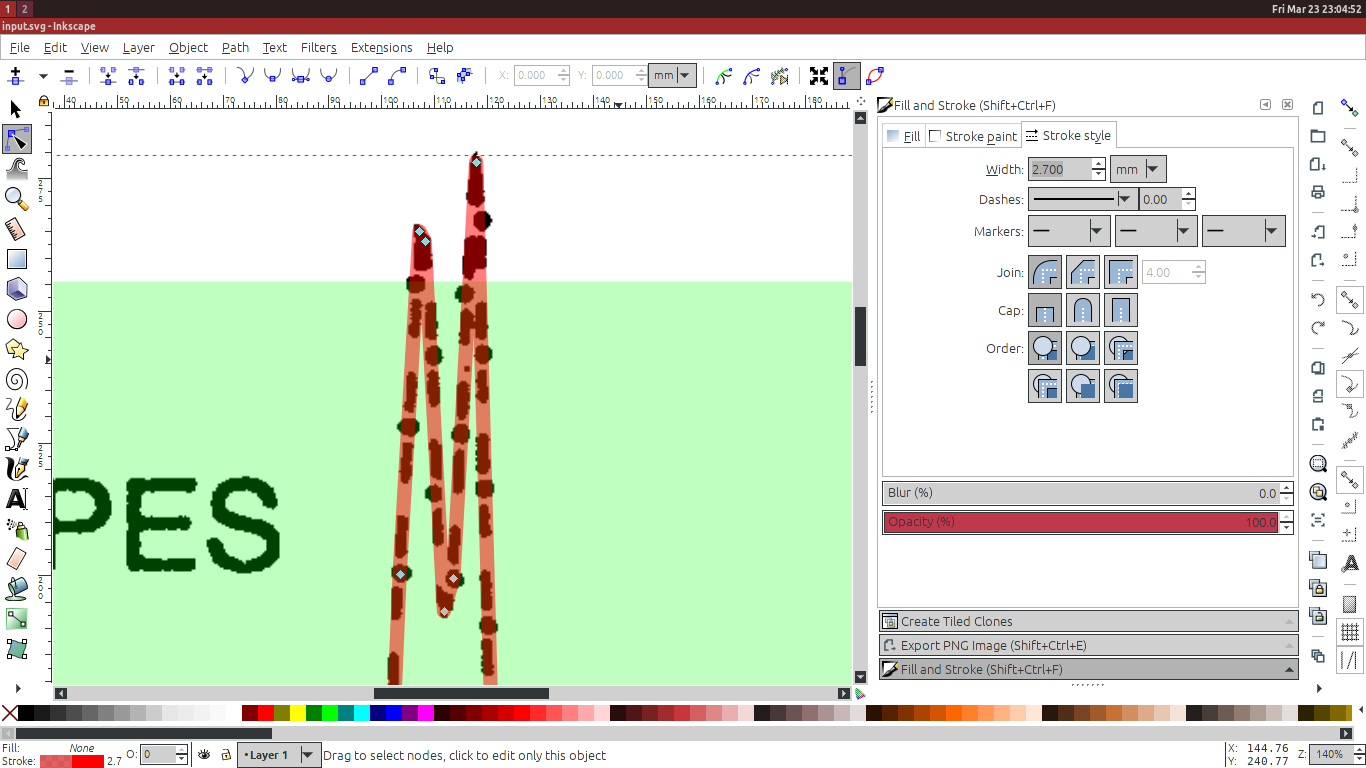 1 2 Fri Mar 23 23:04:52
input.svg - Inkscape
File Edit View Layer Object Path Text Filters Extensions Help
X: 0.000 Y: 0.000 mm
40 50 60 70 80 90 100 110 120 130 140 150 160 170 180
Fill and Stroke (Shift+Ctrl+F)
Fill Stroke paint Stroke style
Width: 2.700 mm
Dashes: 0.00
Markers:
Join: 4.00
Cap:
Order:
275
250
225
200
PES
Blur (%) 0.0
Opacity (%) 100.0
Create Tiled Clones
Export PNG Image (Shift+Ctrl+E)
Fill and Stroke (Shift+Ctrl+F)
Fill: None
Stroke: 2.7
O: 0
•Layer 1
Drag to select nodes, click to edit only this object
X: 144.76
Y: 240.77
Z: 140%